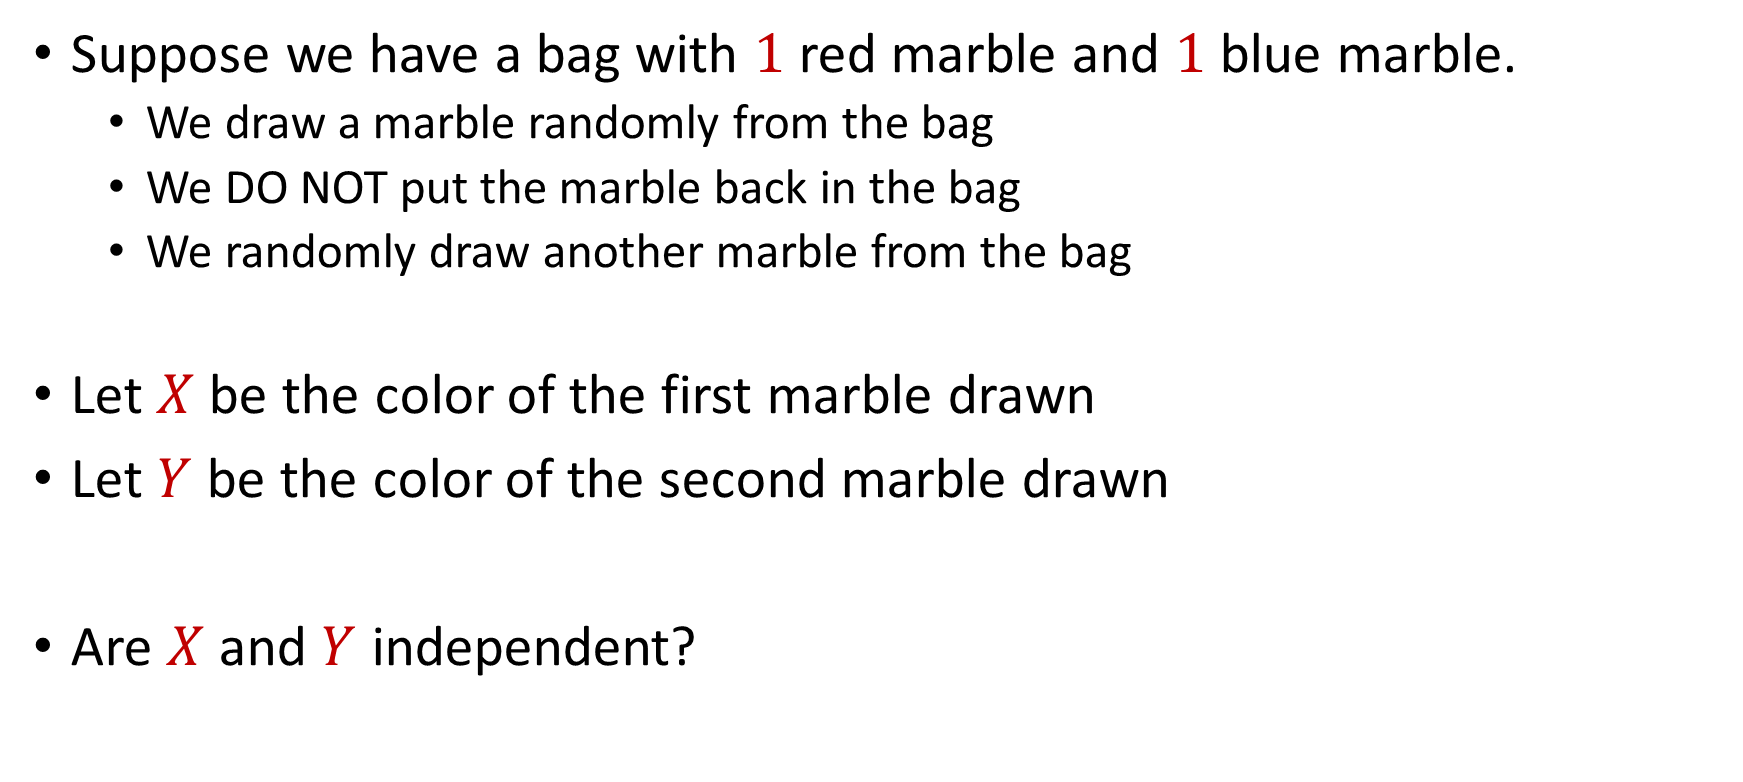 • Suppose we have a bag with 1 red marble and 1 blue marble.
• We draw a marble randomly from the bag
• We DO NOT put the marble back in the bag
• We randomly draw another marble from the bag
• Let X be the color of the first marble drawn
• Let Y be the color of the second marble drawn
• Are X and Y independent?